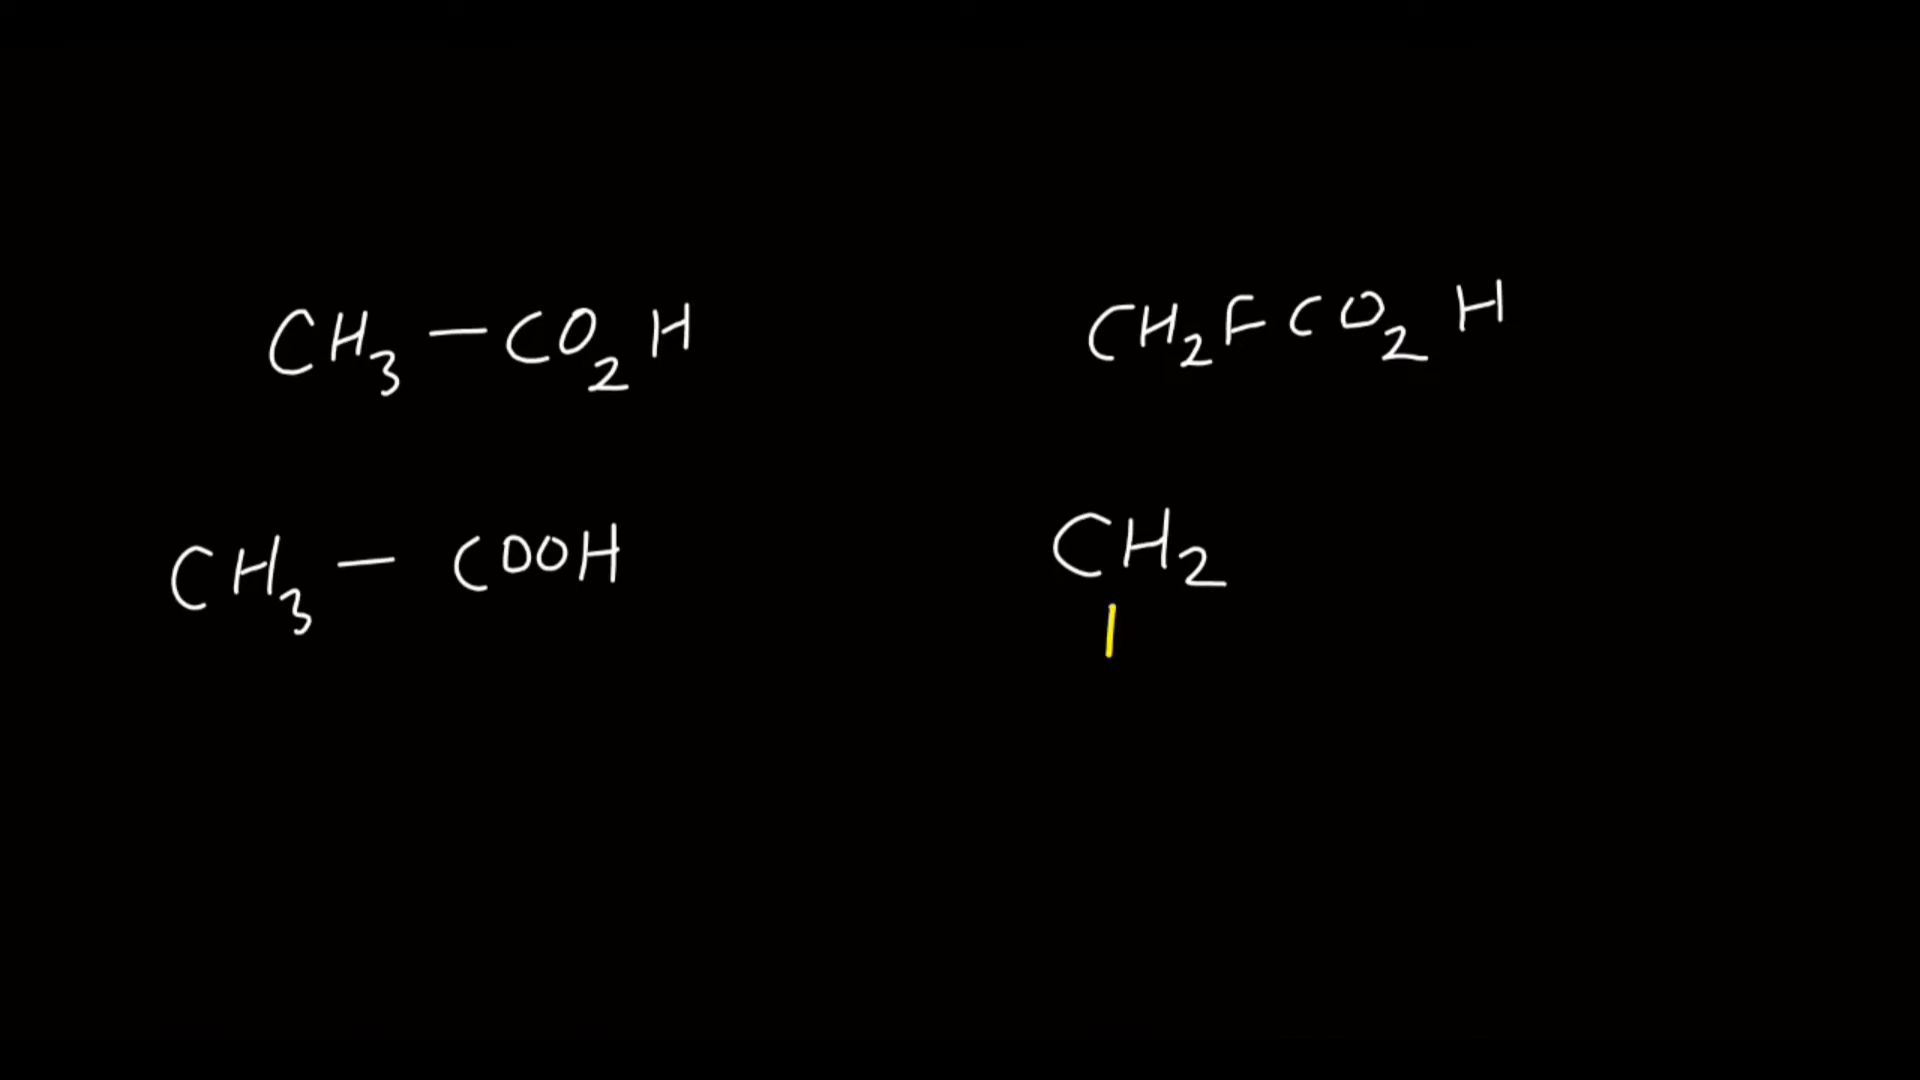 CH₃ — CO₂H
CH₂FCO₂H
CH₃ — COOH
CH₂